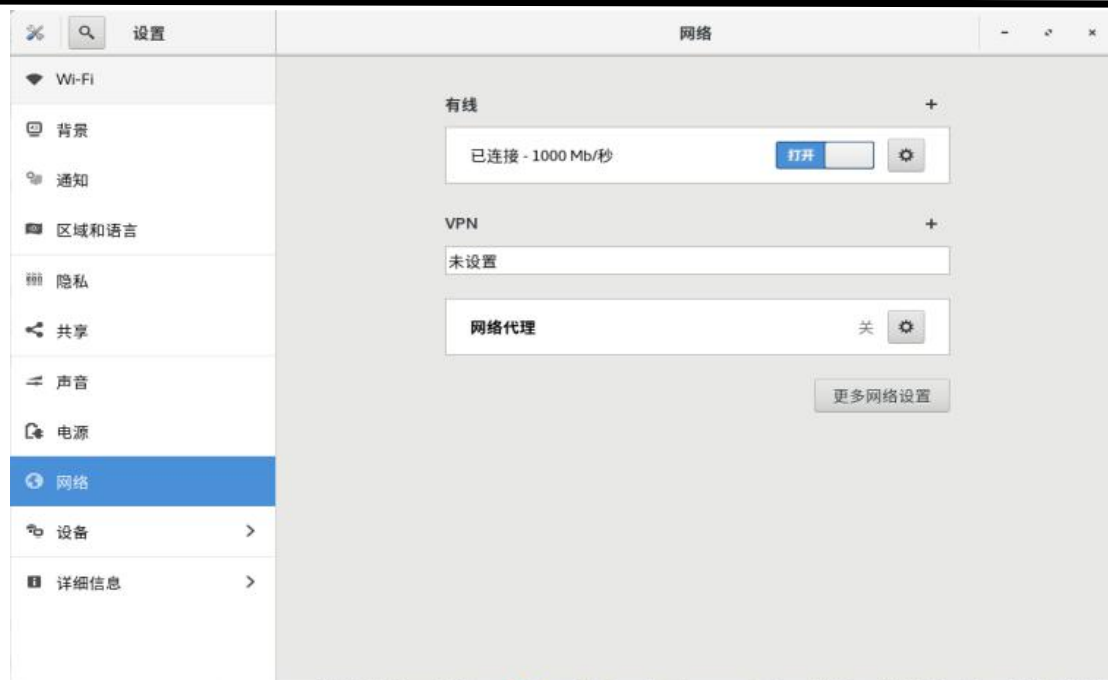 设置
网络
Wi-Fi
背景
通知
区域和语言
隐私
共享
声音
电源
网络
设备
详细信息
有线
已连接 - 1000 Mb/秒
打开
VPN
未设置
网络代理
关
更多网络设置